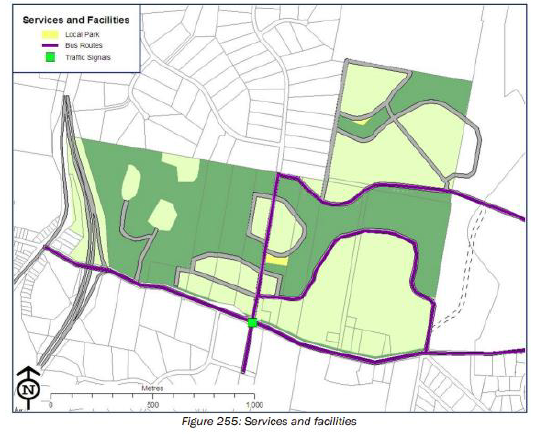 Services and Facilities
Local Park
Bus Routes
Traffic Signals
N
Metres
0 500 1,000
Figure 255: Services and facilities